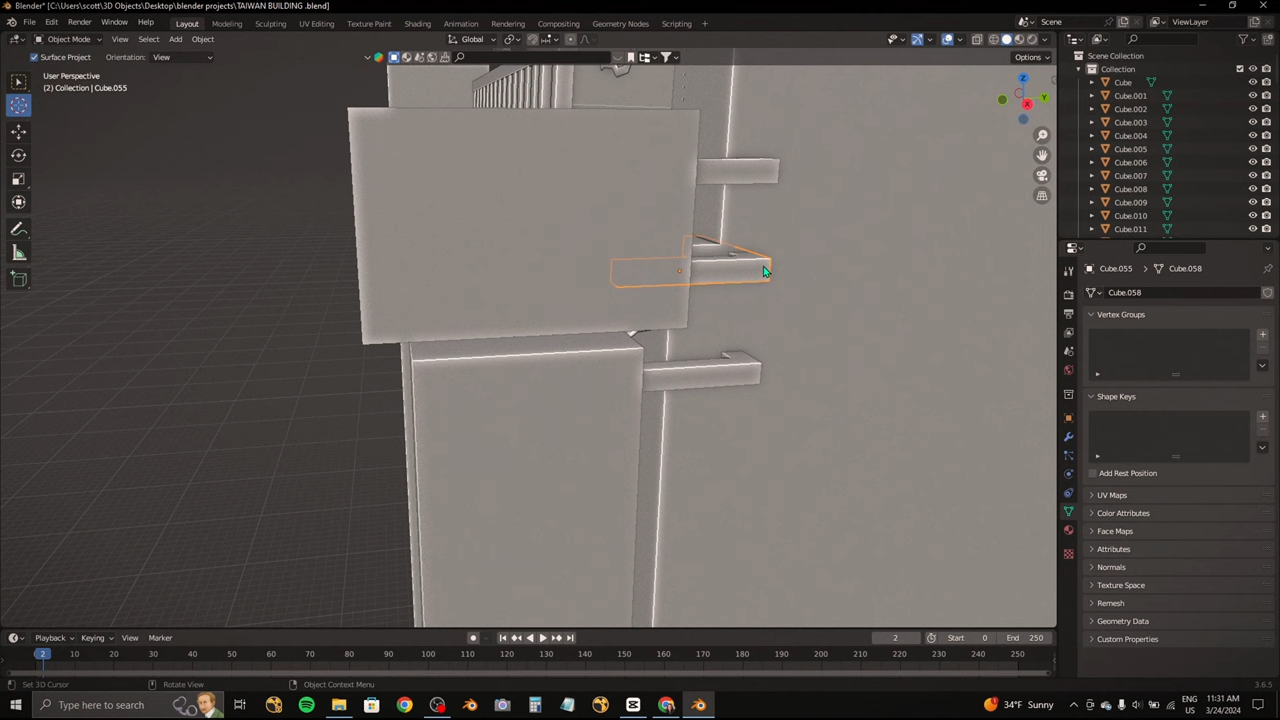 Blender* [C:\Users\scott\3D Objects\Desktop\blender projects\TAIWAN BUILDING .blend]
File Edit Render Window Help Layout Modeling Sculpting UV Editing Texture Paint Shading Animation Rendering Compositing Geometry Nodes Scripting + Scene ViewLayer
Object Mode View Select Add Object Global
Surface Project Orientation: View Options
User Perspective
(2) Collection | Cube.055
Z
Y
X
Scene Collection
Collection
Cube
Cube.001
Cube.002
Cube.003
Cube.004
Cube.005
Cube.006
Cube.007
Cube.008
Cube.009
Cube.010
Cube.011
Cube.055 Cube.058
Cube.058
Vertex Groups
Shape Keys
Add Rest Position
UV Maps
Color Attributes
Face Maps
Attributes
Normals
Texture Space
Remesh
Geometry Data
Custom Properties
Playback Keying View Marker 2 Start 0 End 250
2 10 20 30 40 50 60 70 80 90 100 110 120 130 140 150 160 170 180 190 200 210 220 230 240 250
Set 3D Cursor Rotate View Object Context Menu 3.6.5
Type here to search 34°F Sunny ENG US 11:31 AM 3/24/2024